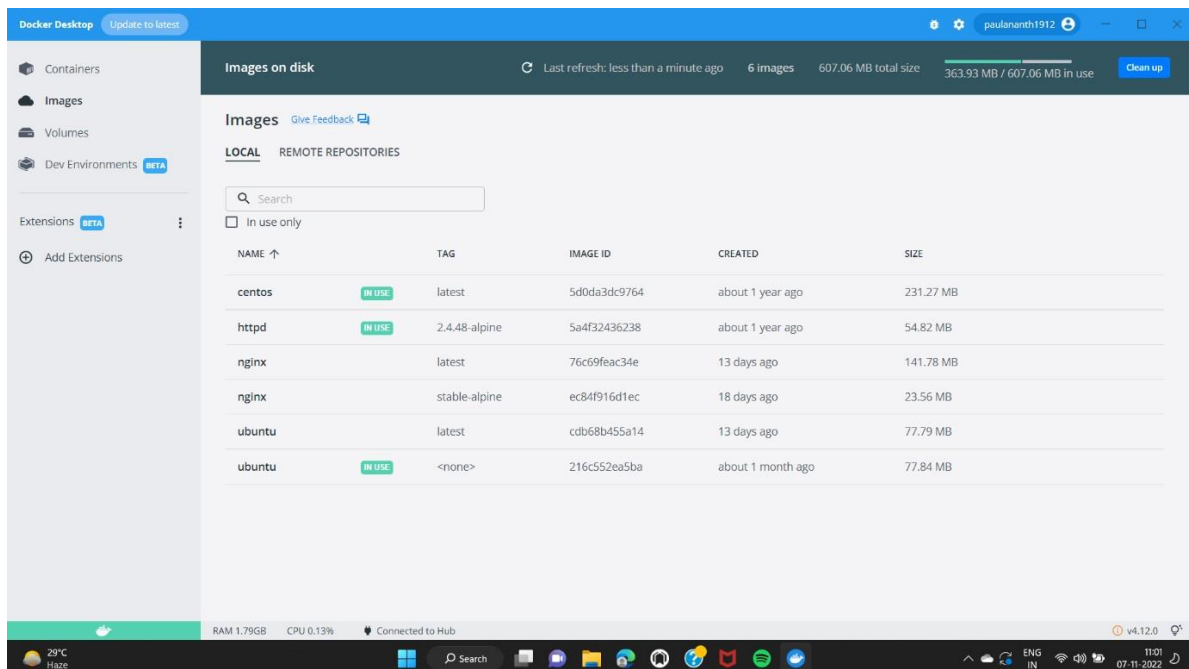 Docker Desktop Update to latest paulananth1912
Containers
Images
Volumes
Dev Environments BETA
Extensions BETA
Add Extensions
Images on disk Last refresh: less than a minute ago 6 images 607.06 MB total size 363.93 MB / 607.06 MB in use Clean up
Images Give Feedback
LOCAL REMOTE REPOSITORIES
Search
In use only
NAME TAG IMAGE ID CREATED SIZE
centos IN USE latest 5d0da3dc9764 about 1 year ago 231.27 MB
httpd IN USE 2.4.48-alpine 5a4f32436238 about 1 year ago 54.82 MB
nginx latest 76c69feac34e 13 days ago 141.78 MB
nginx stable-alpine ec84f916d1ec 18 days ago 23.56 MB
ubuntu latest cdb68b455a14 13 days ago 77.79 MB
ubuntu IN USE <none> 216c552ea5ba about 1 month ago 77.84 MB
RAM 1.79GB CPU 0.13% Connected to Hub v4.12.0
29°C
Haze
Search
ENG
IN
11:01
07-11-2022